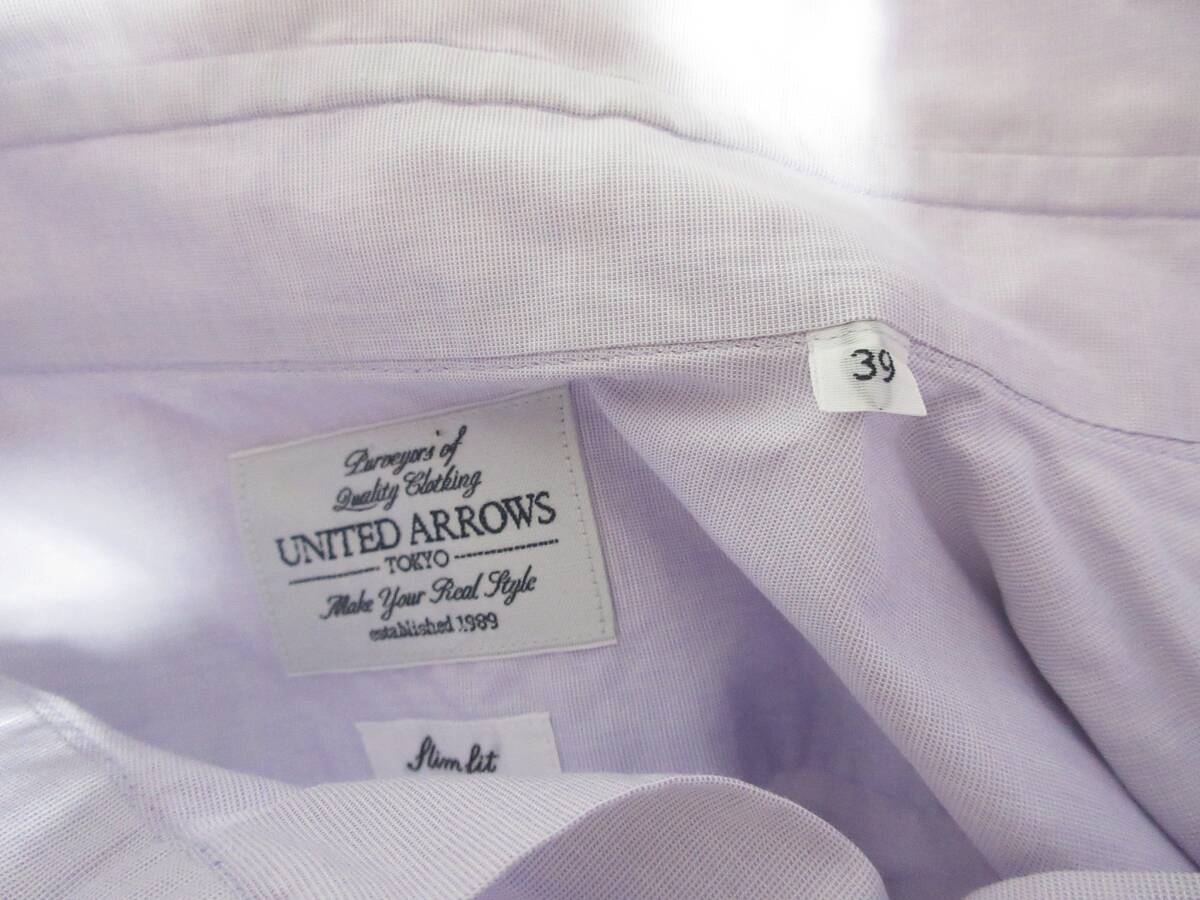 39
Purveyors of
Quality Clothing
UNITED ARROWS
TOKYO
Make Your Real Style
established 1989
Slim fit